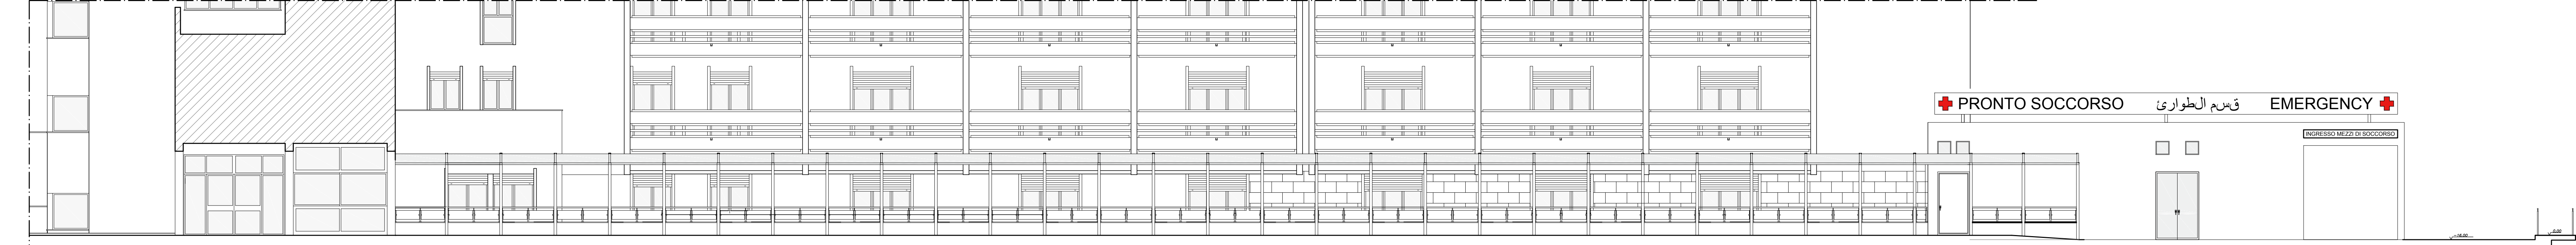 PRONTO SOCCORSO قسم الطوارئ EMERGENCY
INGRESSO MEZZI DI SOCCORSO